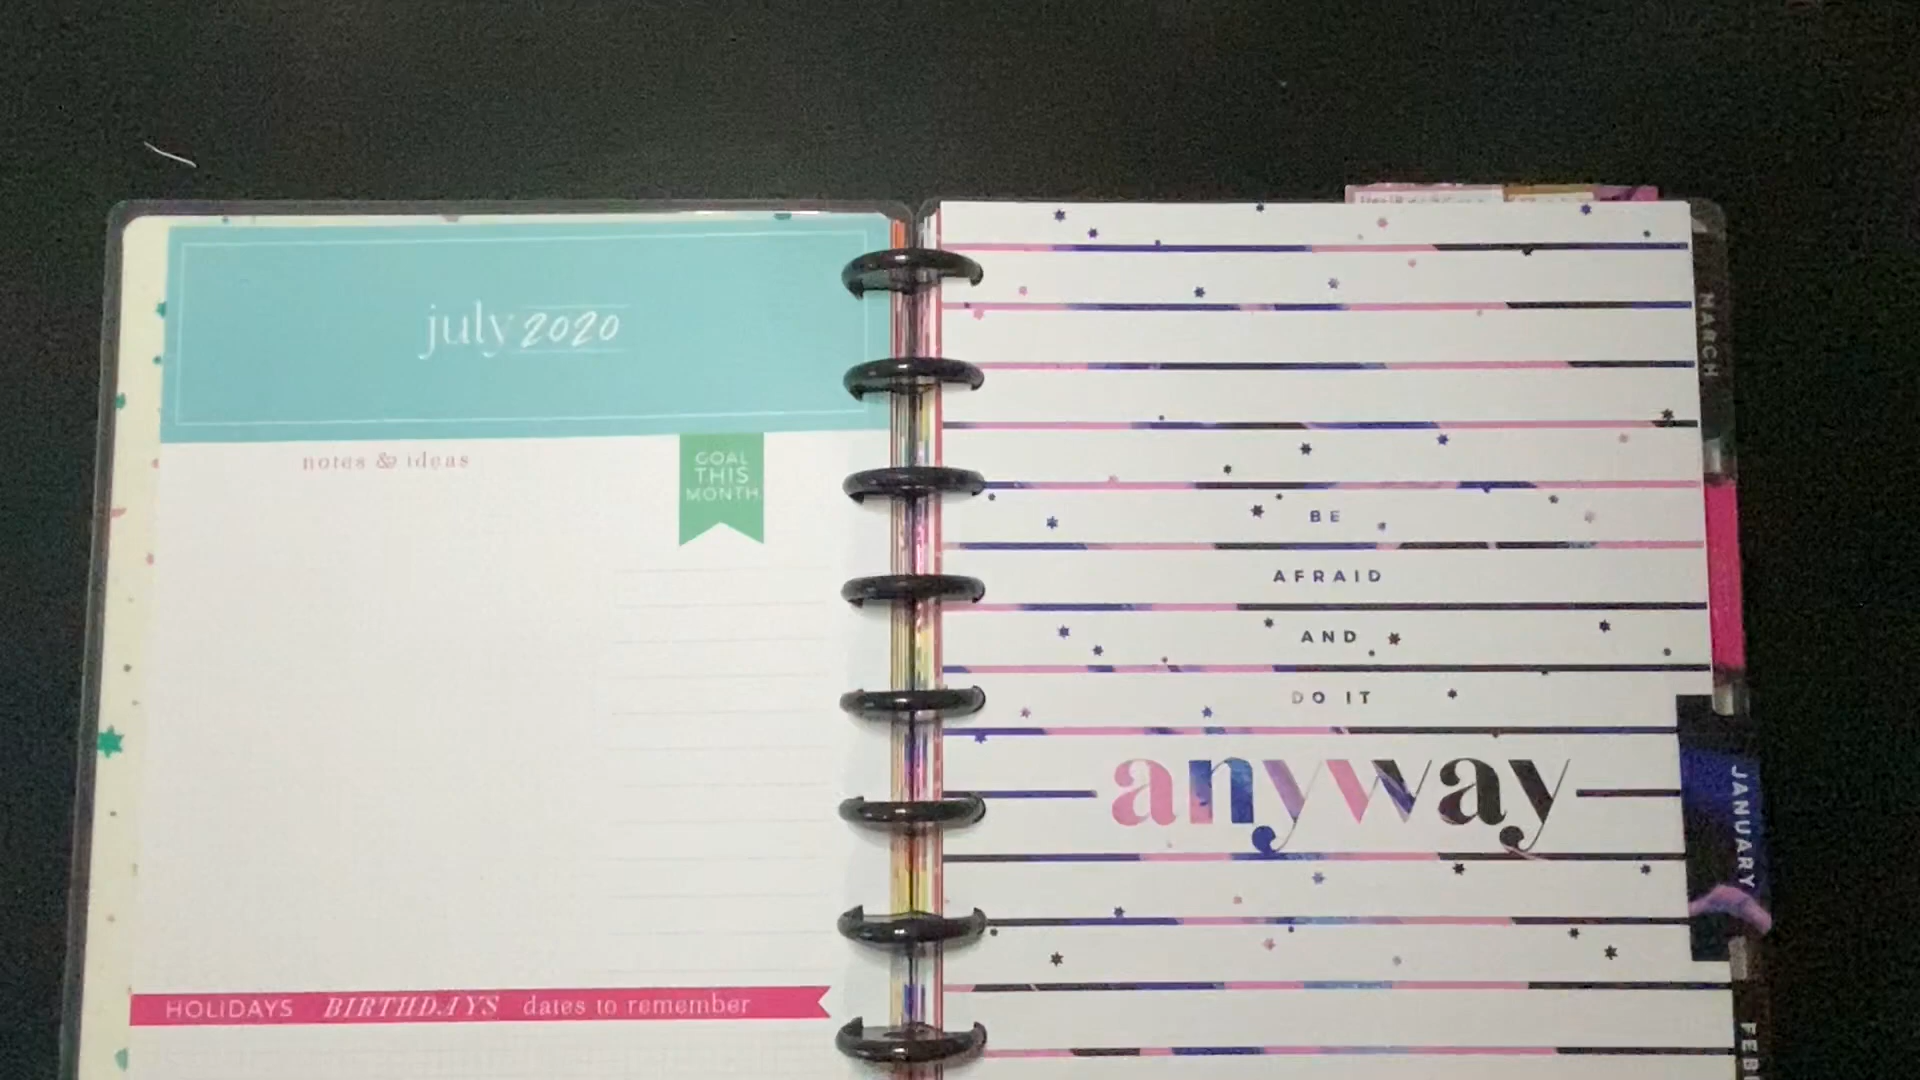 july 2020
notes & ideas
GOAL
THIS
MONTH
HOLIDAYS BIRTHDAYS dates to remember
BE
AFRAID
AND
DO IT
anyway
MARCH
JANUARY